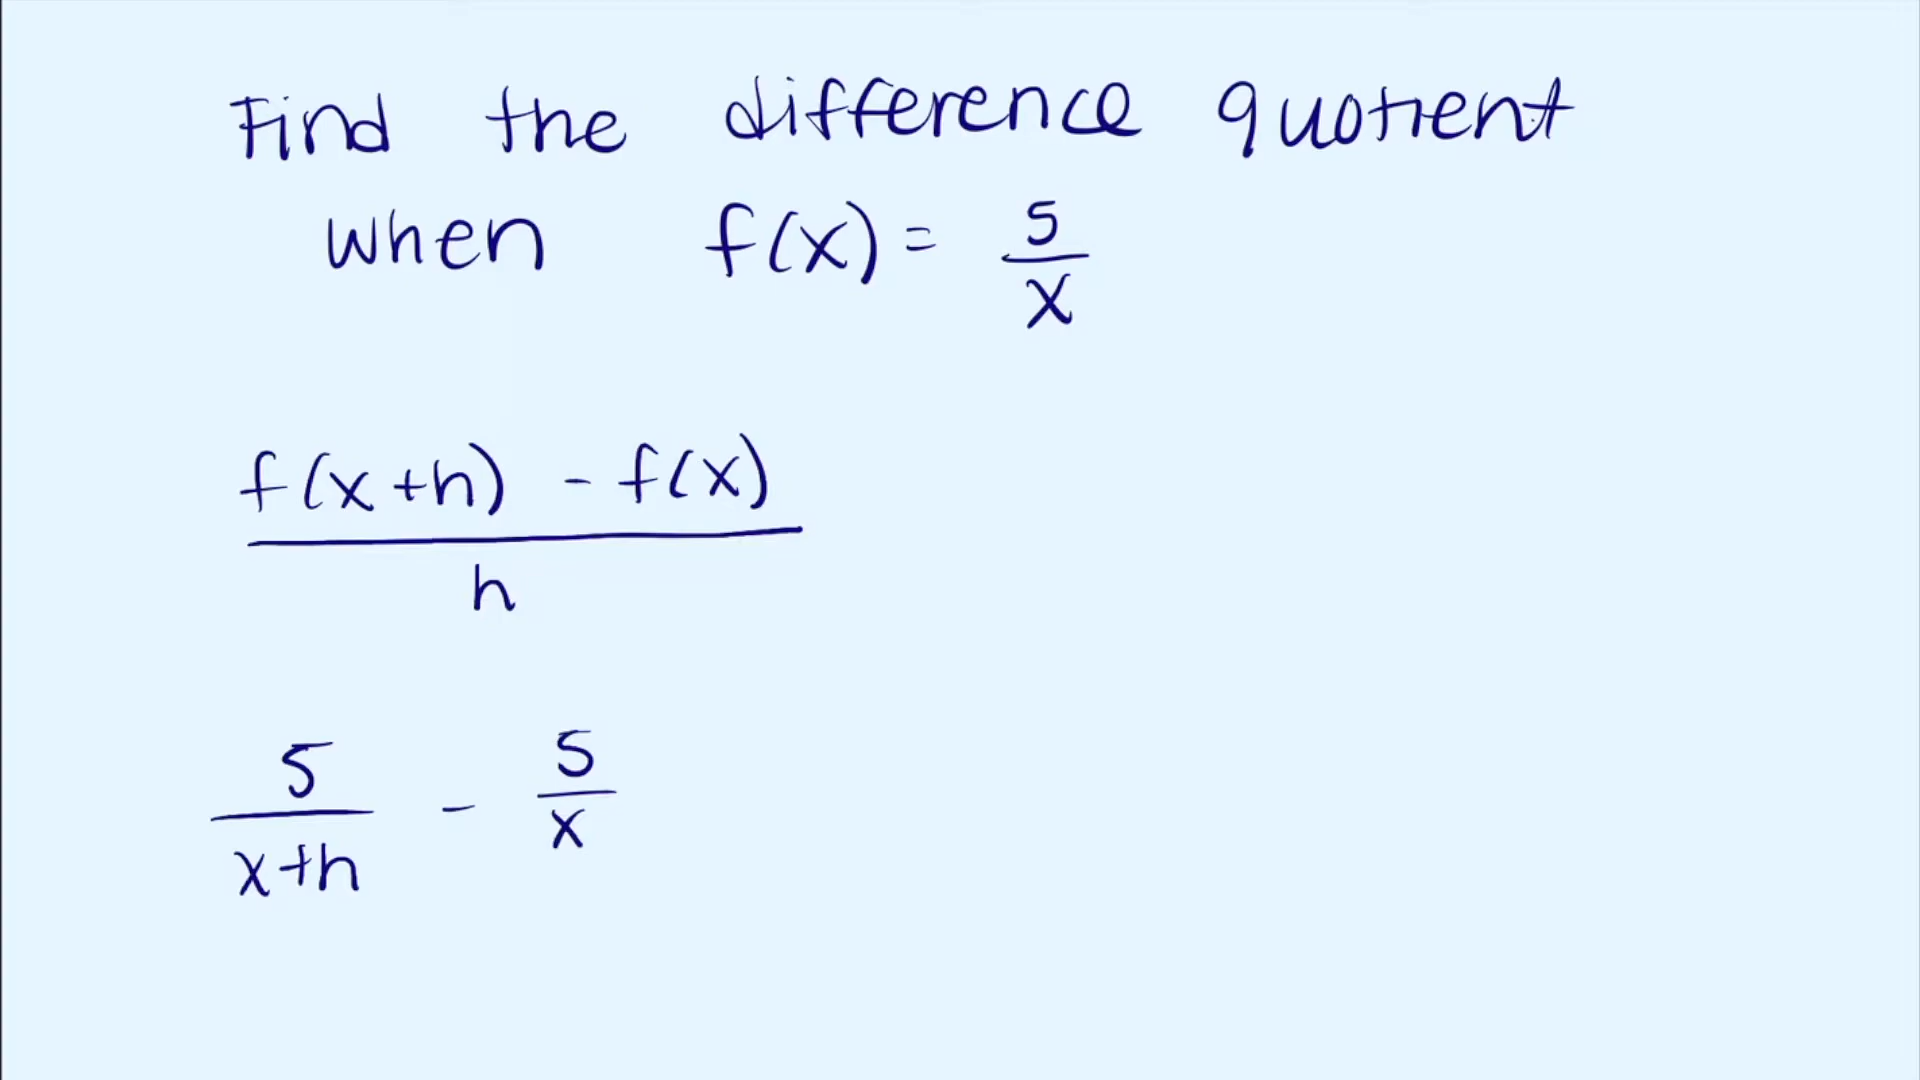 Find the difference quotient
when f(x) = 5/x
f(x+h) - f(x)
h
5/x+h - 5/x